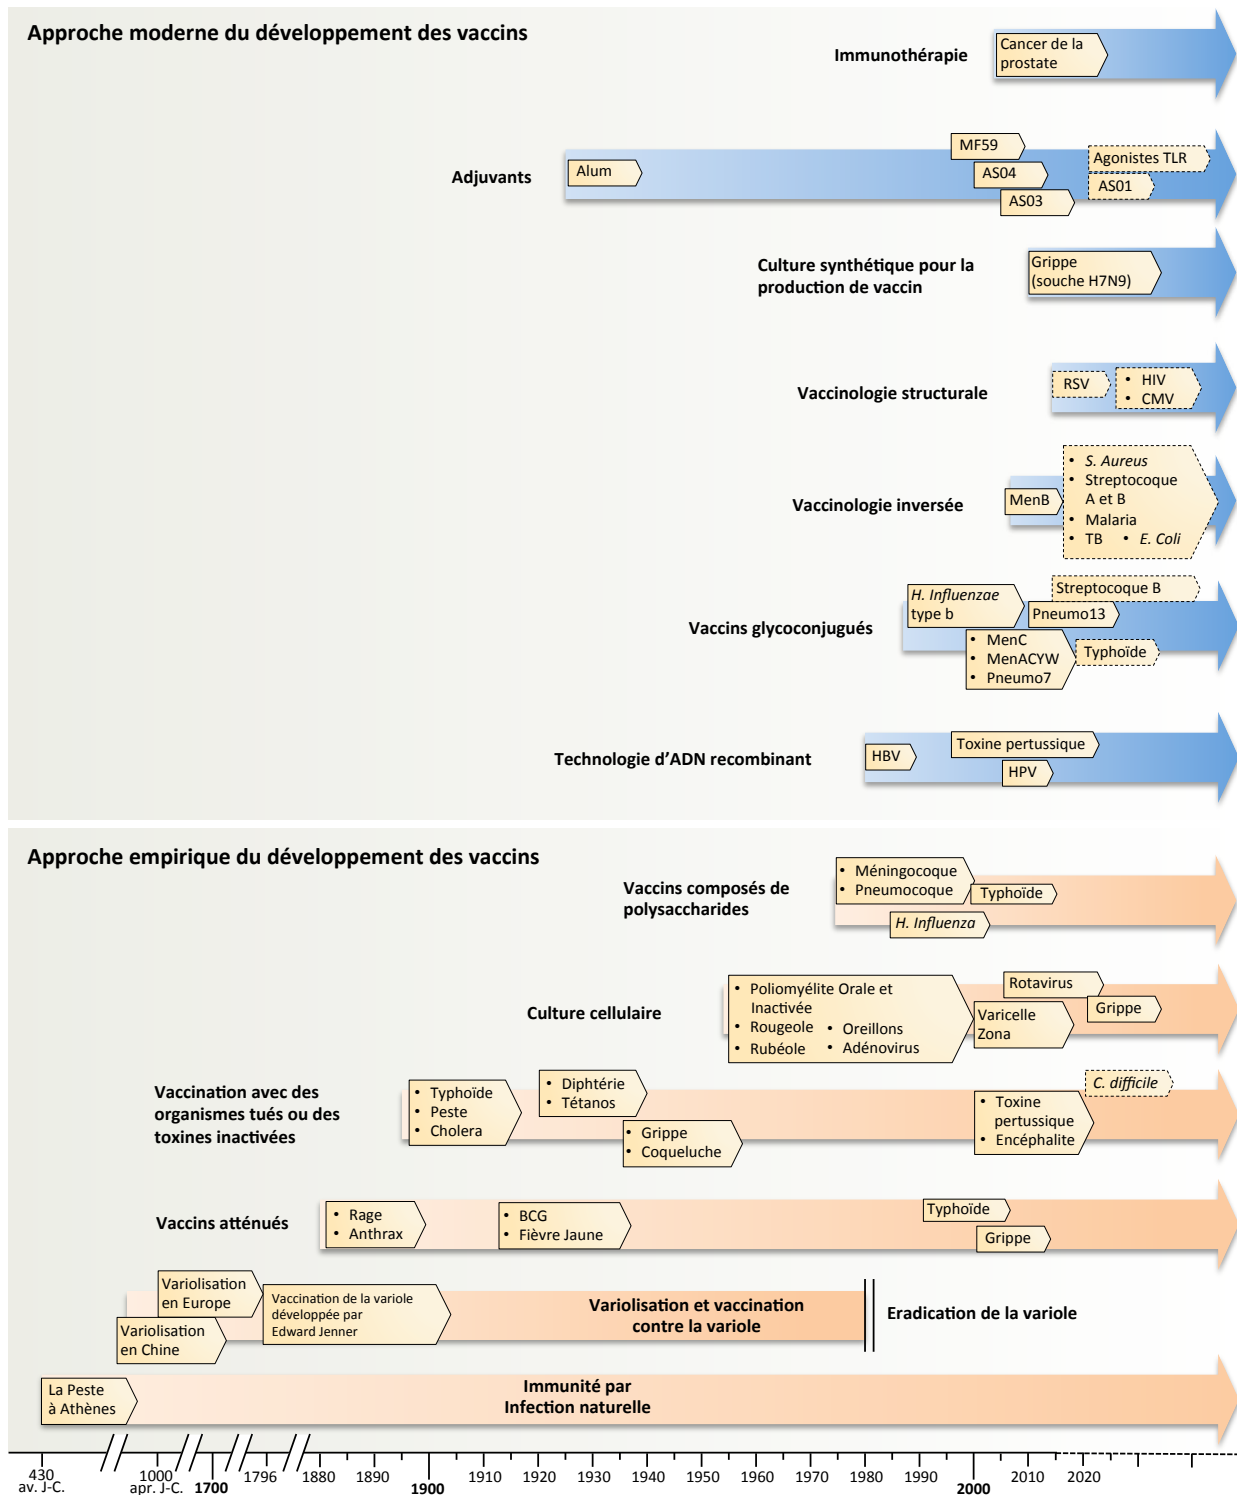 Approche moderne du développement des vaccins
Immunothérapie
Cancer de la
prostate
Adjuvants
Alum
MF59
AS04
AS03
Agonistes TLR
AS01
Culture synthétique pour la
production de vaccin
Grippe
(souche H7N9)
Vaccinologie structurale
RSV
• HIV
• CMV
Vaccinologie inversée
MenB
• S. Aureus
• Streptocoque
A et B
• Malaria
• TB • E. Coli
Vaccins glycoconjugués
H. Influenzae
type b
Streptocoque B
Pneumo13
• MenC
• MenACYW
• Pneumo7
Typhoïde
Technologie d'ADN recombinant
HBV
Toxine pertussique
HPV
Approche empirique du développement des vaccins
Vaccins composés de
polysaccharides
• Méningocoque
• Pneumocoque
Typhoïde
H. Influenza
Culture cellulaire
• Poliomyélite Orale et
Inactivée
• Rougeole • Oreillons
• Rubéole • Adénovirus
Rotavirus
Varicelle
Zona
Grippe
Vaccination avec des
organismes tués ou des
toxines inactivées
• Typhoïde
• Peste
• Cholera
• Diphtérie
• Tétanos
• Grippe
• Coqueluche
• Toxine
pertussique
• Encéphalite
C. difficile
Vaccins atténués
• Rage
• Anthrax
• BCG
• Fièvre Jaune
Typhoïde
Grippe
Variolisation
en Europe
Variolisation
en Chine
Vaccination de la variole
développée par
Edward Jenner
Variolisation et vaccination
contre la variole
Eradication de la variole
La Peste
à Athènes
Immunité par
Infection naturelle
430
av. J-C.
1000
apr. J-C.
1700
1796
1880
1890
1900
1910
1920
1930
1940
1950
1960
1970
1980
1990
2000
2010
2020